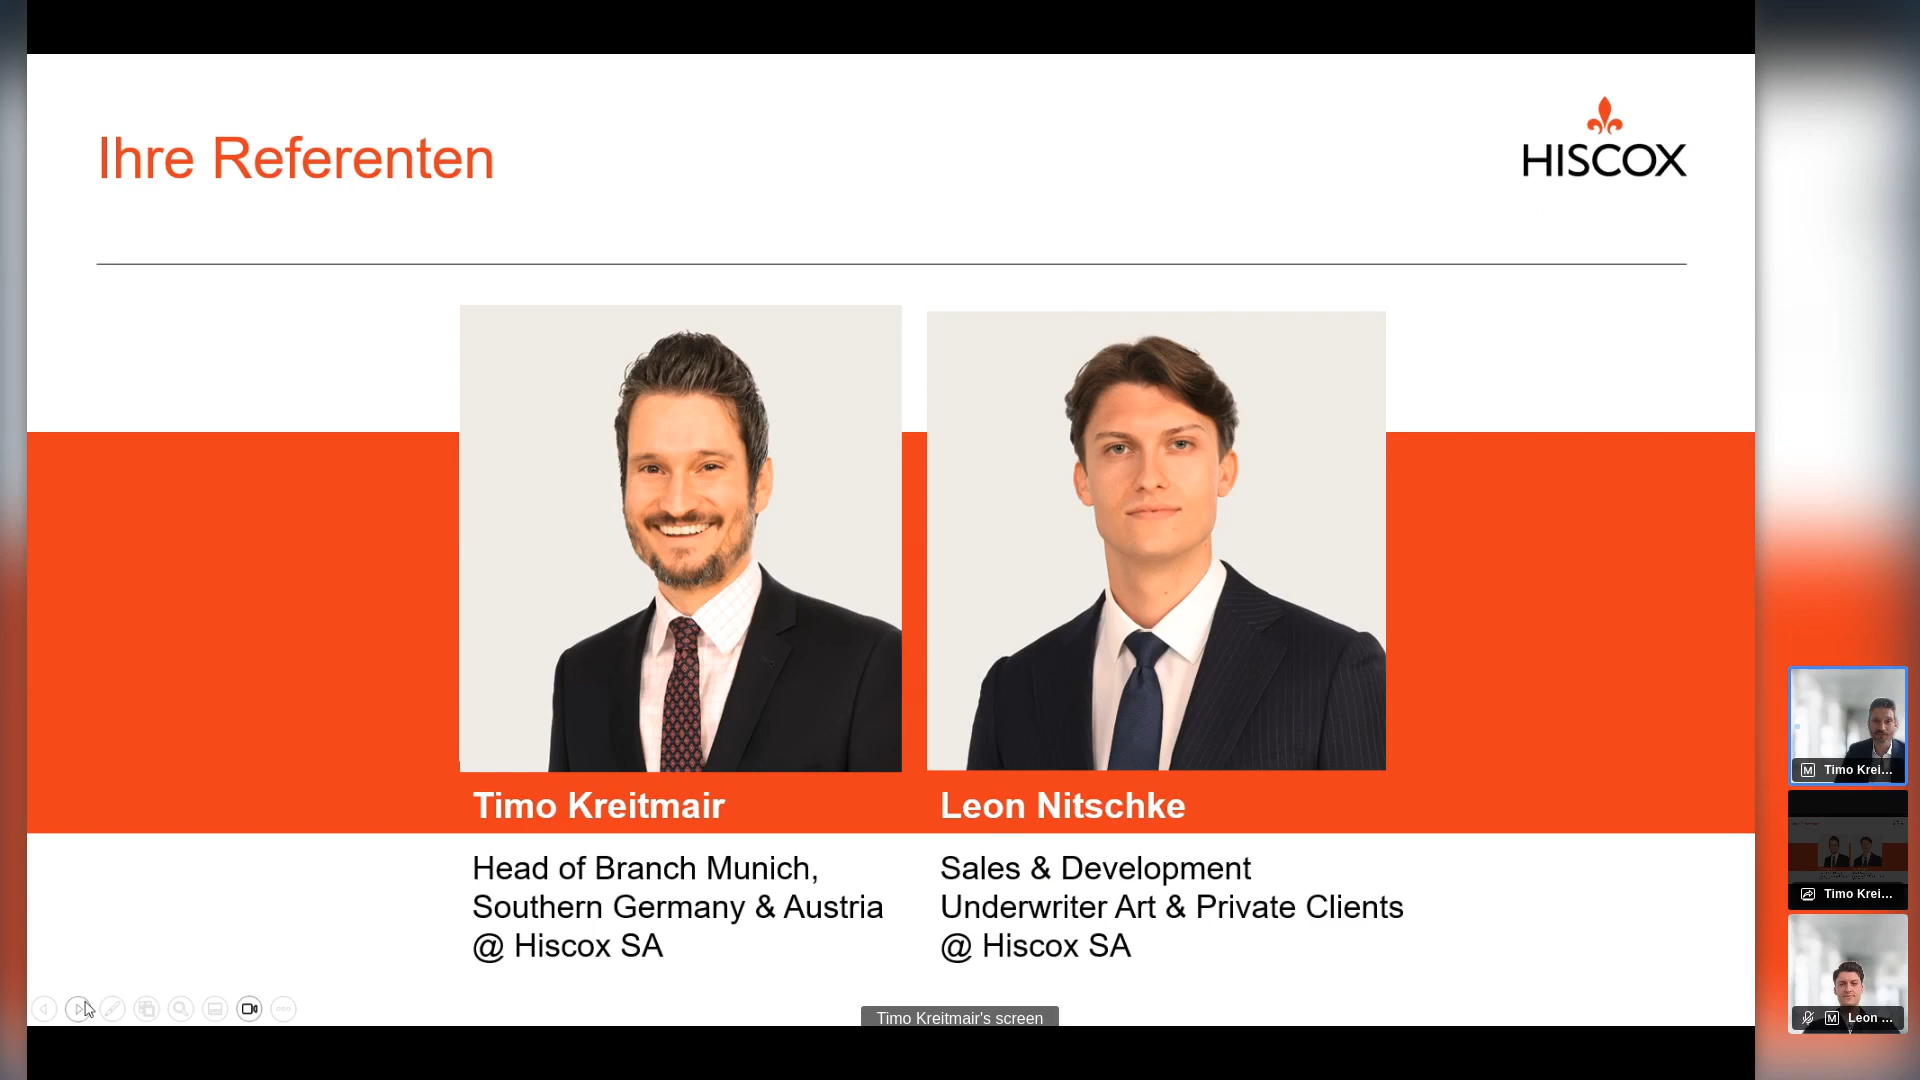 Ihre Referenten
HISCOX
Timo Kreitmair
Head of Branch Munich,
Southern Germany & Austria
@ Hiscox SA
Leon Nitschke
Sales & Development
Underwriter Art & Private Clients
@ Hiscox SA
Timo Kreitmair's screen
M Timo Krei...
Timo Krei...
M Leon ...